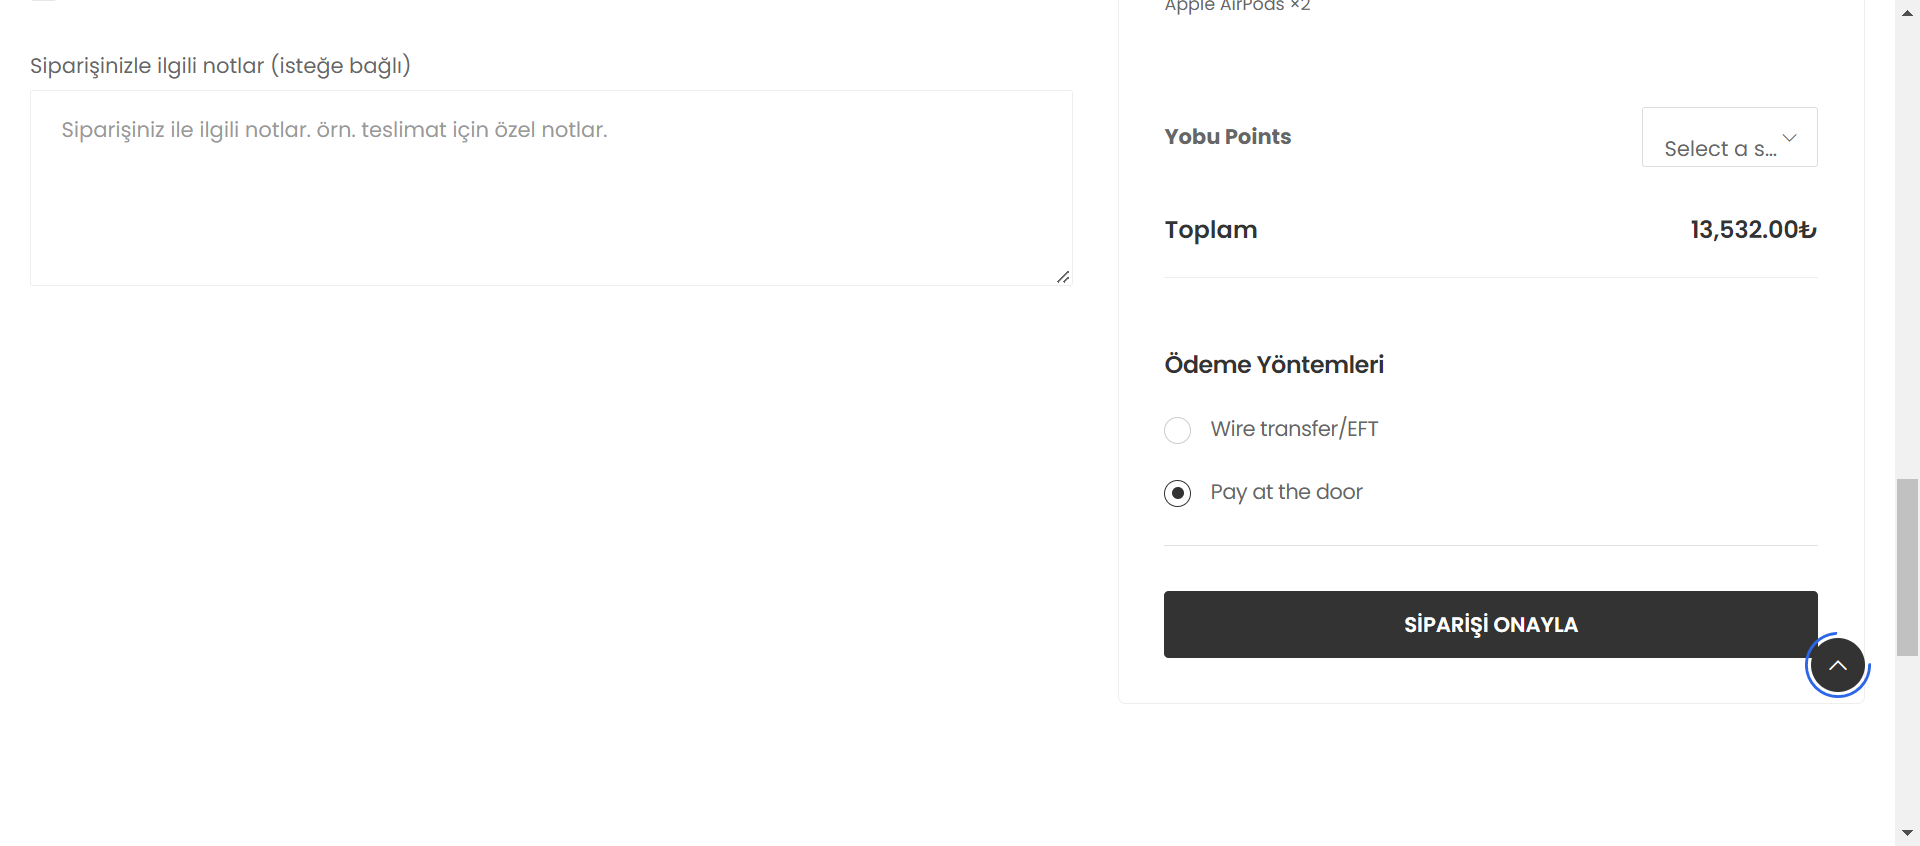 Siparişinizle ilgili notlar (isteğe bağlı)
Siparişiniz ile ilgili notlar. örn. teslimat için özel notlar.
Apple AirPods ×2
Yobu Points
Select a s...
Toplam
13,532.00₺
Ödeme Yöntemleri
Wire transfer/EFT
Pay at the door
SİPARİŞİ ONAYLA